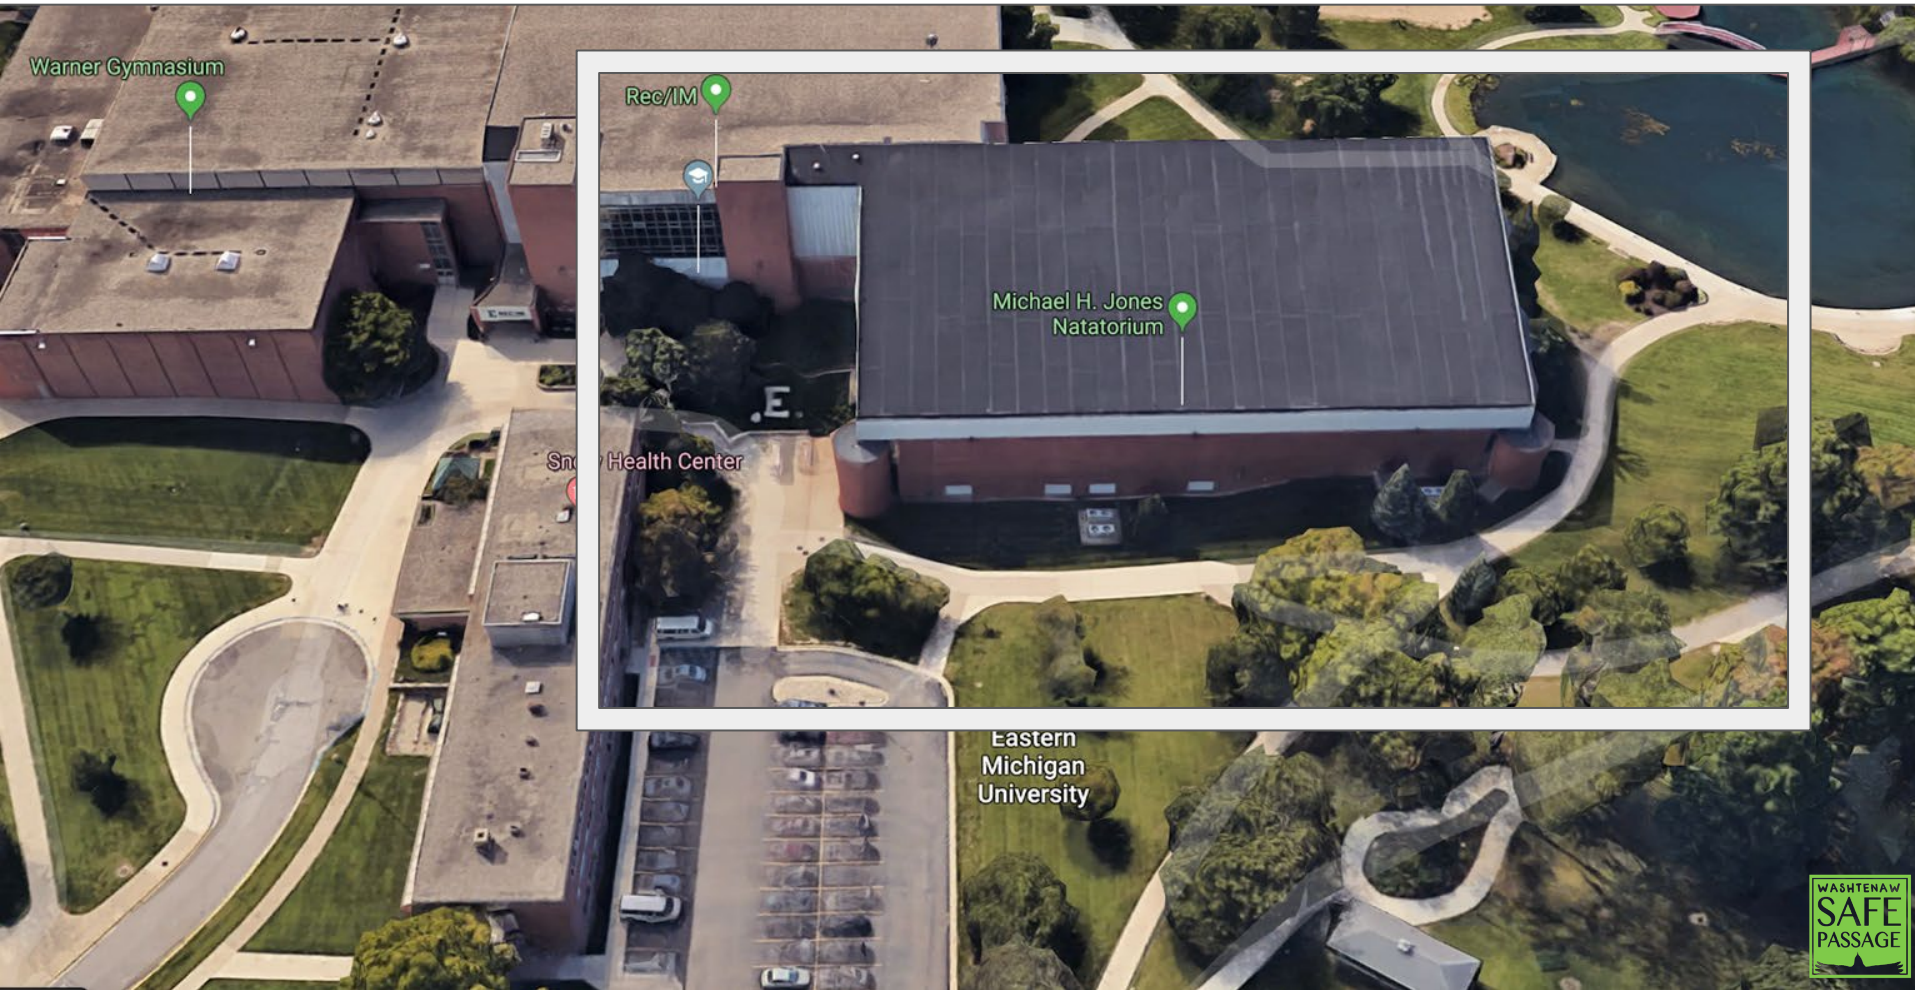 Warner Gymnasium
Rec/IM
Michael H. Jones
Natatorium
E
Health Center
Eastern
Michigan
University
WASHTENAW
SAFE
PASSAGE